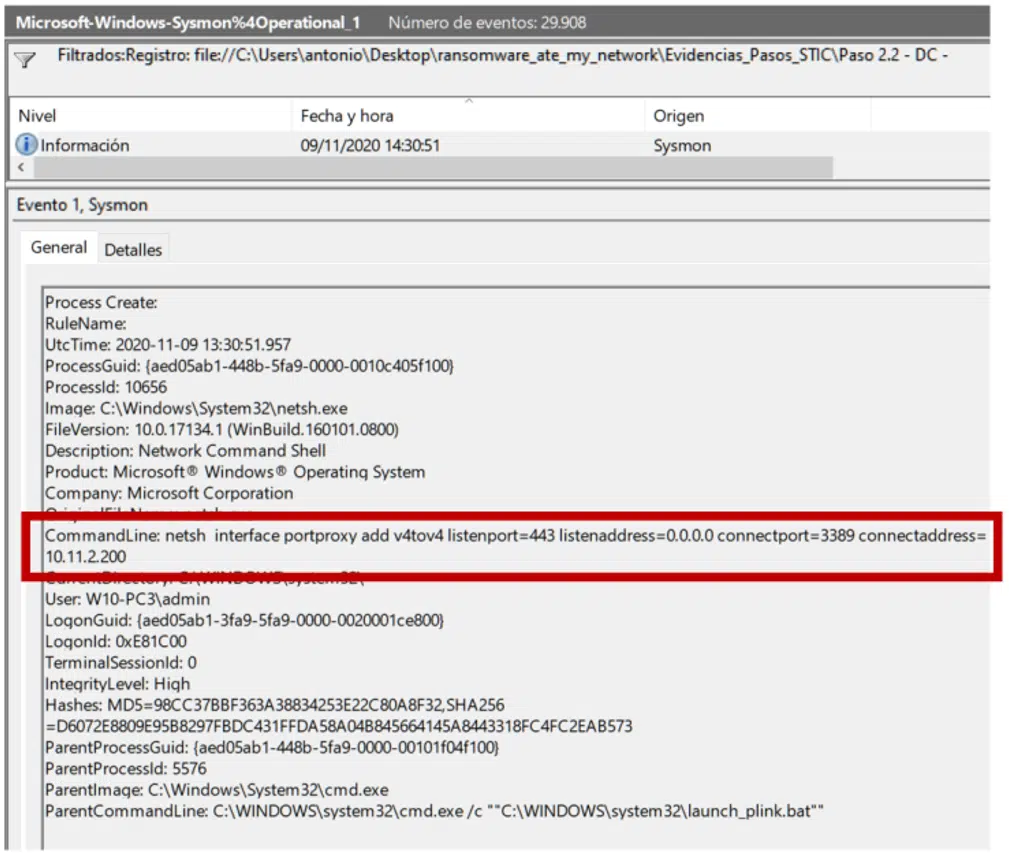 Microsoft-Windows-Sysmon%4Operational_1 Número de eventos: 29.908
Filtrados:Registro: file://C:\Users\antonio\Desktop\ransomware_ate_my_network\Evidencias_Pasos_STIC\Paso 2.2 - DC -
Nivel Fecha y hora Origen
Información 09/11/2020 14:30:51 Sysmon
Evento 1, Sysmon
General Detalles
Process Create:
RuleName:
UtcTime: 2020-11-09 13:30:51.957
ProcessGuid: {aed05ab1-448b-5fa9-0000-0010c405f100}
ProcessId: 10656
Image: C:\Windows\System32\netsh.exe
FileVersion: 10.0.17134.1 (WinBuild.160101.0800)
Description: Network Command Shell
Product: Microsoft® Windows® Operating System
Company: Microsoft Corporation
CommandLine: netsh  interface portproxy add v4tov4 listenport=443 listenaddress=0.0.0.0 connectport=3389 connectaddress=
10.11.2.200
CurrentDirectory: C:\WINDOWS\system32\
User: W10-PC3\admin
LogonGuid: {aed05ab1-3fa9-5fa9-0000-0020001ce800}
LogonId: 0xE81C00
TerminalSessionId: 0
IntegrityLevel: High
Hashes: MD5=98CC37BBF363A38834253E22C80A8F32,SHA256
=D6072E8809E95B8297FBDC431FFDA58A04B845664145A8443318FC4FC2EAB573
ParentProcessGuid: {aed05ab1-448b-5fa9-0000-00101f04f100}
ParentProcessId: 5576
ParentImage: C:\Windows\System32\cmd.exe
ParentCommandLine: C:\WINDOWS\system32\cmd.exe /c ""C:\WINDOWS\system32\launch_plink.bat""